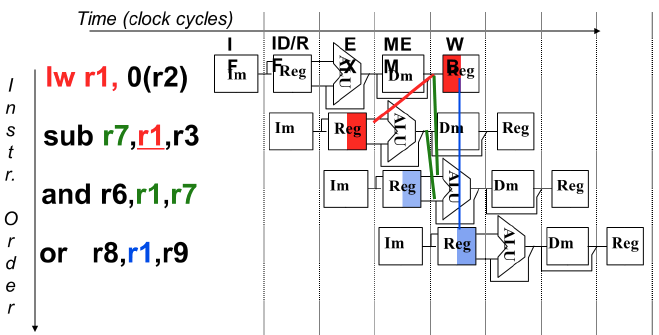 Time (clock cycles)
IF ID/RF EX MEM WB
Instr. Order
lw r1, 0(r2)
Im Reg ALU Dm Reg
sub r7,r1,r3
Im Reg ALU Dm Reg
and r6,r1,r7
Im Reg ALU Dm Reg
or r8,r1,r9
Im Reg ALU Dm Reg